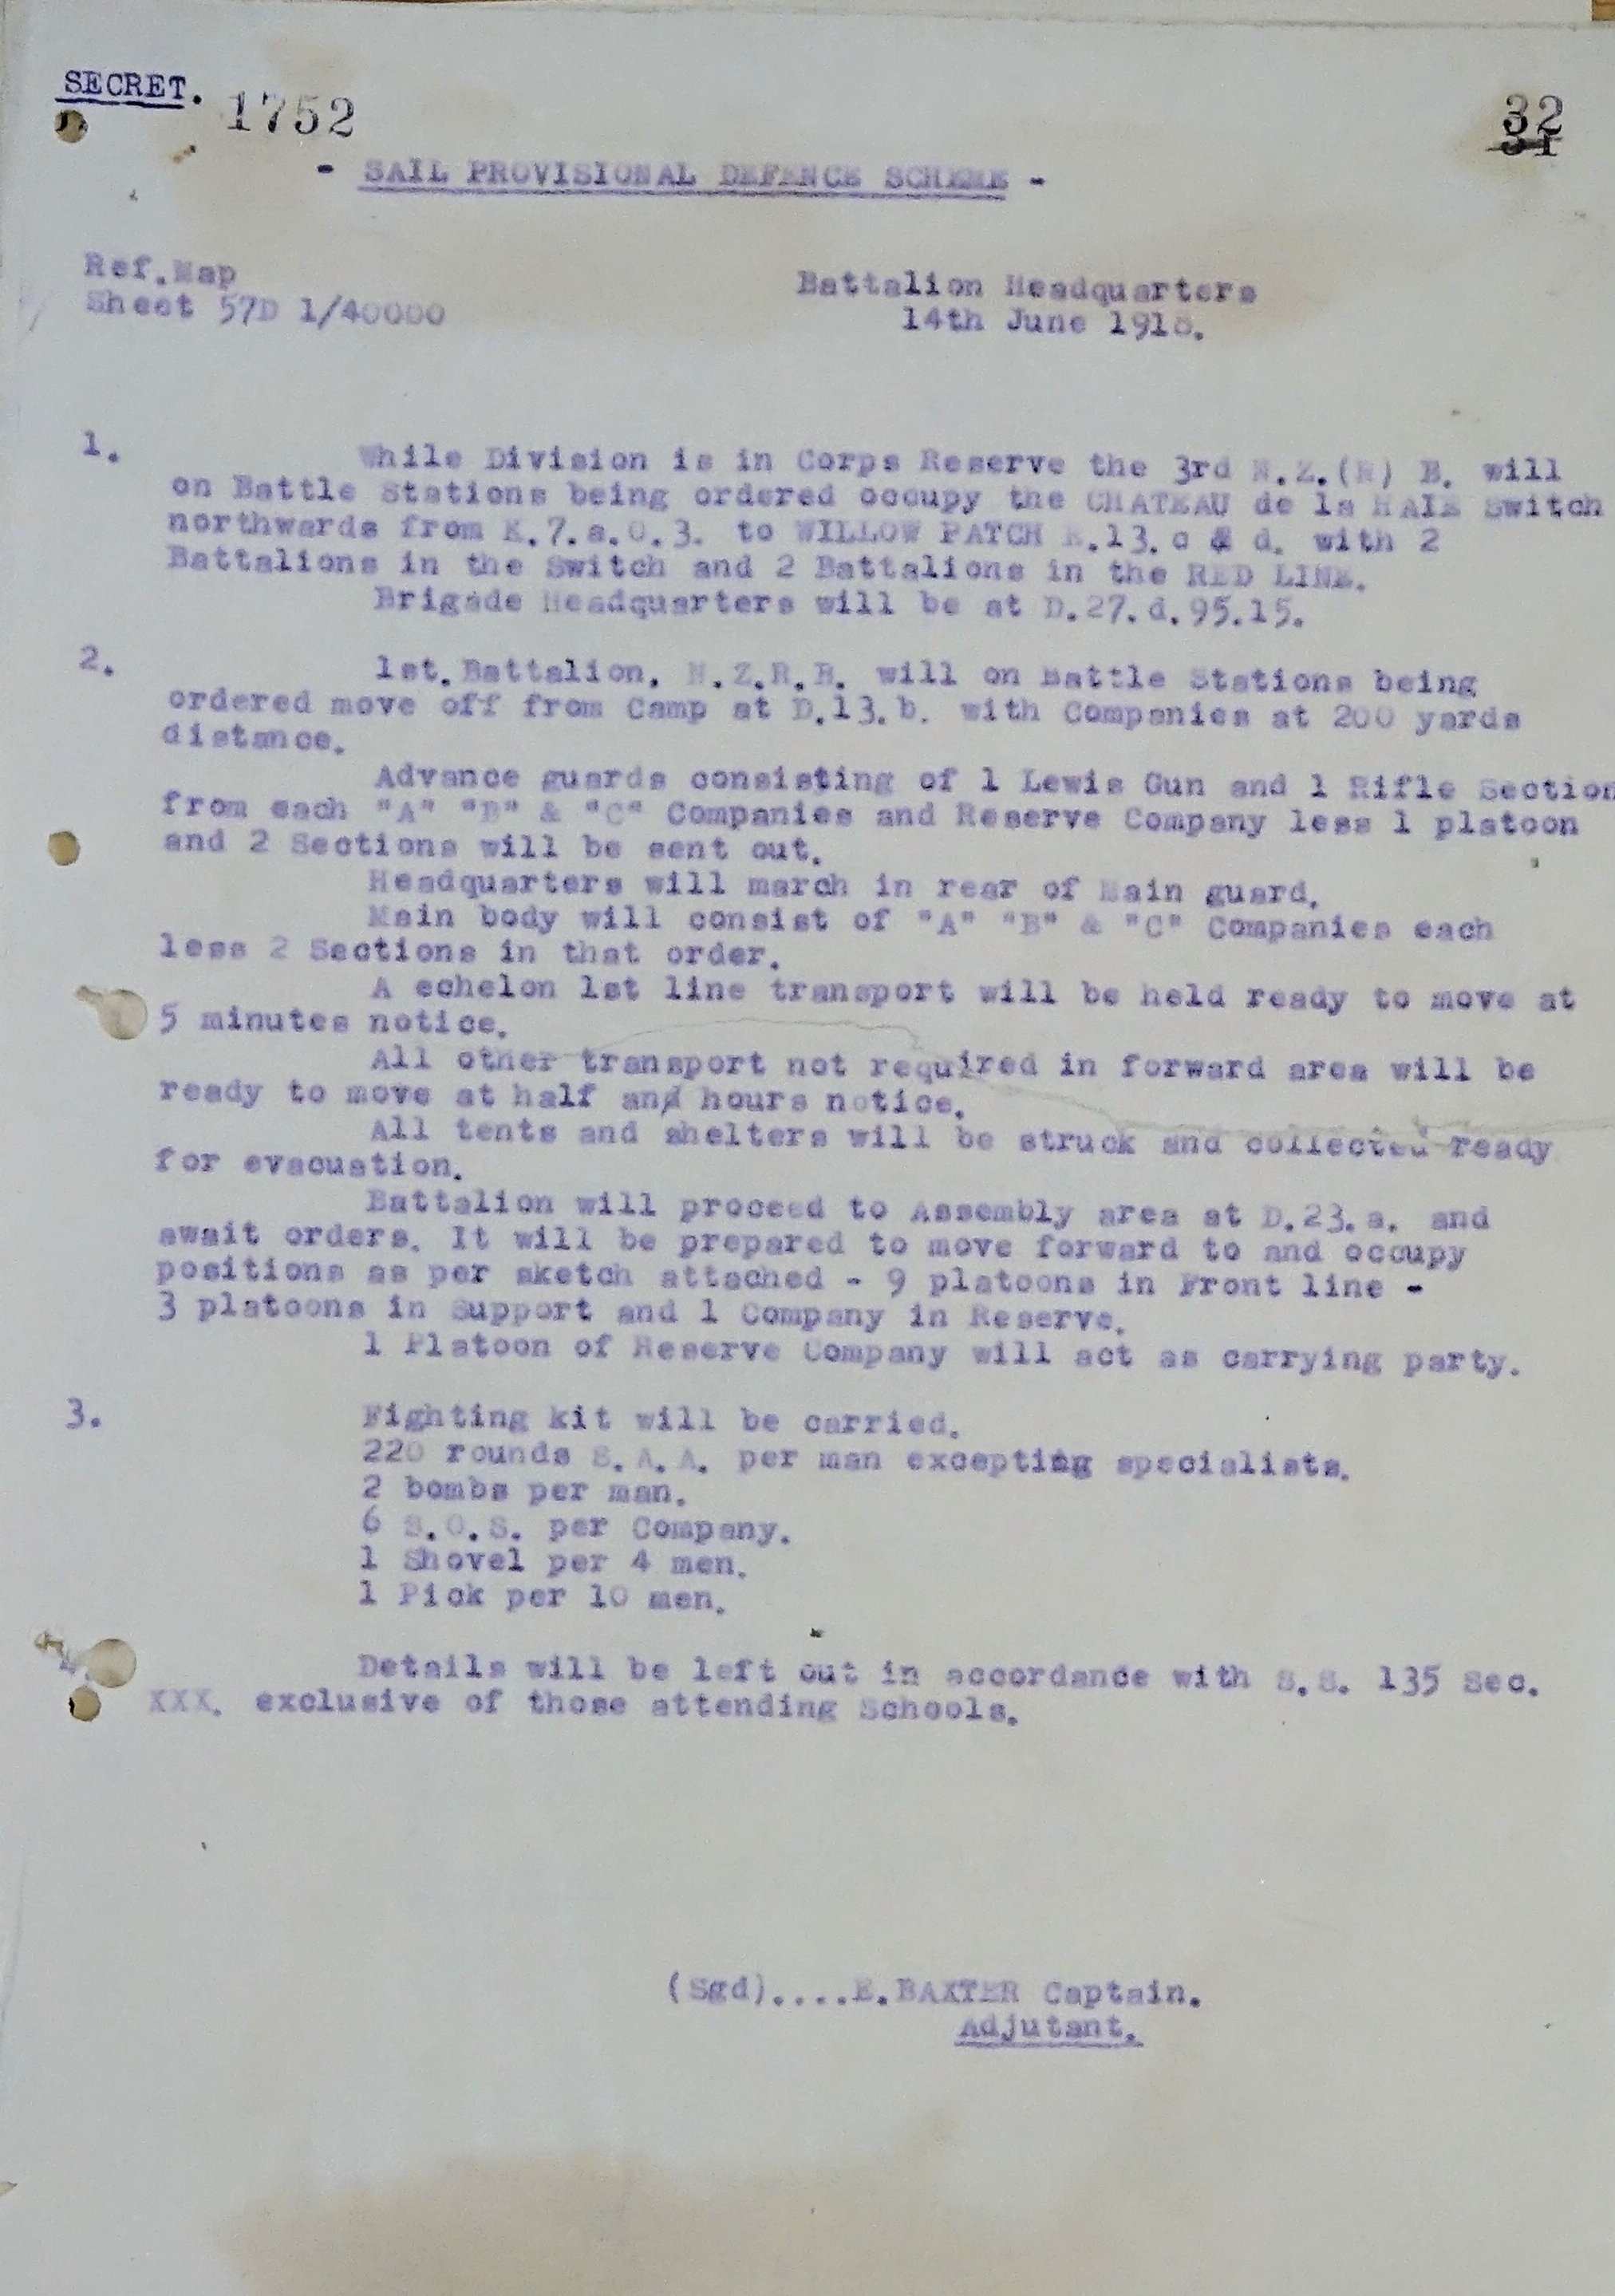 SECRET. 1752
32
31
- SAIL PROVISIONAL DEFENCE SCHEME -
Ref.Map
Sheet 57D 1/40000
Battalion Headquarters
14th June 1918.
1. While Division is in Corps Reserve the 3rd N.Z.(R) B. will
on Battle Stations being ordered occupy the CHATEAU de la HAIE Switch
northwards from K.7.a.0.3. to WILLOW PATCH E.13. c & d. with 2
Battalions in the Switch and 2 Battalions in the RED LINE.
Brigade Headquarters will be at D.27.d.95.15.
2. 1st.Battalion. N.Z.R.B. will on Battle Stations being
ordered move off from Camp at D.13.b. with Companies at 200 yards
distance.
Advance guards consisting of 1 Lewis Gun and 1 Rifle Section
from each "A" "B" & "C" Companies and Reserve Company less 1 platoon
and 2 Sections will be sent out.
Headquarters will march in rear of Main guard.
Main body will consist of "A" "B" & "C" Companies each
less 2 Sections in that order.
A echelon 1st line transport will be held ready to move at
5 minutes notice.
All other transport not required in forward area will be
ready to move at half an hours notice.
All tents and shelters will be struck and collected ready
for evacuation.
Battalion will proceed to Assembly area at D.23.a. and
await orders. It will be prepared to move forward to and occupy
positions as per sketch attached - 9 platoons in Front line -
3 platoons in Support and 1 Company in Reserve.
1 Platoon of Reserve Company will act as carrying party.
3. Fighting kit will be carried.
220 rounds S.A.A. per man excepting specialists.
2 bombs per man.
6 S.O.S. per Company.
1 Shovel per 4 men.
1 Pick per 10 men.
Details will be left out in accordance with S.S. 135 Sec.
XXX. exclusive of those attending Schools.
(Sgd)....E.BAXTER Captain.
Adjutant.